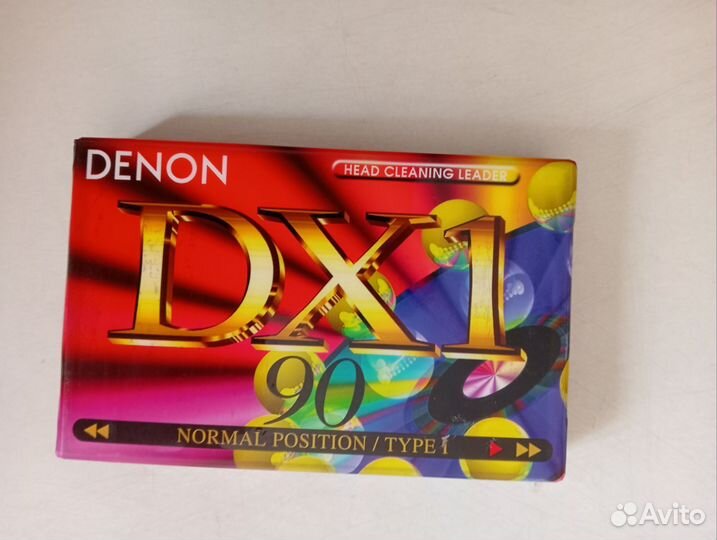 DENON
HEAD CLEANING LEADER
DX1
90
NORMAL POSITION / TYPE I
Avito